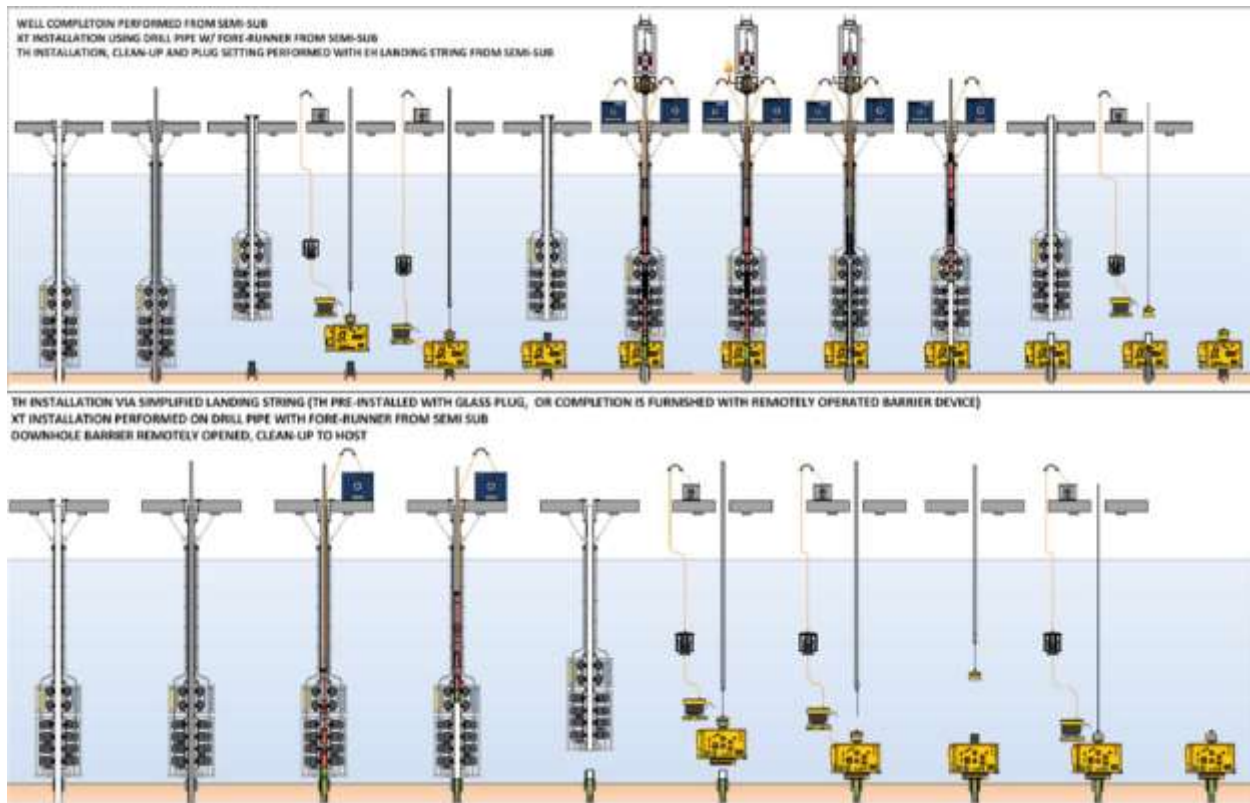 WELL COMPLETOIN PERFORMED FROM SEMI-SUB
XT INSTALLATION USING DRILL PIPE W/ FORE-RUNNER FROM SEMI-SUB
TH INSTALLATION, CLEAN-UP AND PLUG SETTING PERFORMED WITH EH LANDING STRING FROM SEMI-SUB
TH INSTALLATION VIA SIMPLIFIED LANDING STRING (TH PRE-INSTALLED WITH GLASS PLUG, OR COMPLETION IS FURNISHED WITH REMOTELY OPERATED BARRIER DEVICE)
XT INSTALLATION PERFORMED ON DRILL PIPE WITH FORE-RUNNER FROM SEMI SUB
DOWNHOLE BARRIER REMOTELY OPENED, CLEAN-UP TO HOST